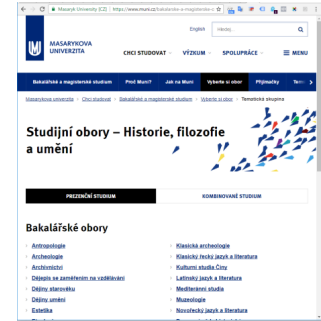 Masaryk University [CZ] | https://www.muni.cz/bakalarske-a-magisterske-s
English
Hledej...
MASARYKOVA
UNIVERZITA
CHCI STUDOVAT
VÝZKUM
SPOLUPRÁCE
MENU
Bakalářské a magisterské studium
Proč Muni?
Jak na Muni
Vyberte si obor
Přijímačky
Masarykova univerzita > Chci studovat > Bakalářské a magisterské studium > Vyberte si obor > Tematická skupina
Studijní obory – Historie, filozofie
a umění
PREZENČNÍ STUDIUM
KOMBINOVANÉ STUDIUM
Bakalářské obory
Antropologie
Archeologie
Archivnictví
Dějepis se zaměřením na vzdělávání
Dějiny starověku
Dějiny umění
Estetika
Klasická archeologie
Klasický řecký jazyk a literatura
Kulturní studia Číny
Latinský jazyk a literatura
Mediteránní studia
Muzeologie
Novořecký jazyk a literatura